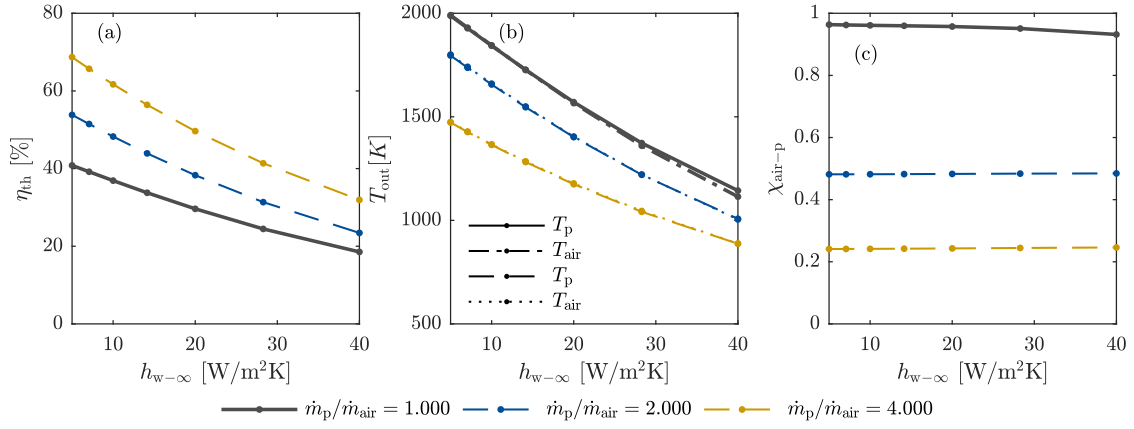 (a)
80
60
40
20
0
10 20 30 40
η_th [%]
h_w−∞ [W/m²K]
(b)
2000
1500
1000
500
10 20 30 40
T_out[K]
h_w−∞ [W/m²K]
T_p
T_air
T_p
T_air
(c)
1
0.8
0.6
0.4
0.2
0
10 20 30 40
χ_air−p
h_w−∞ [W/m²K]
ṁ_p/ṁ_air = 1.000 ṁ_p/ṁ_air = 2.000 ṁ_p/ṁ_air = 4.000